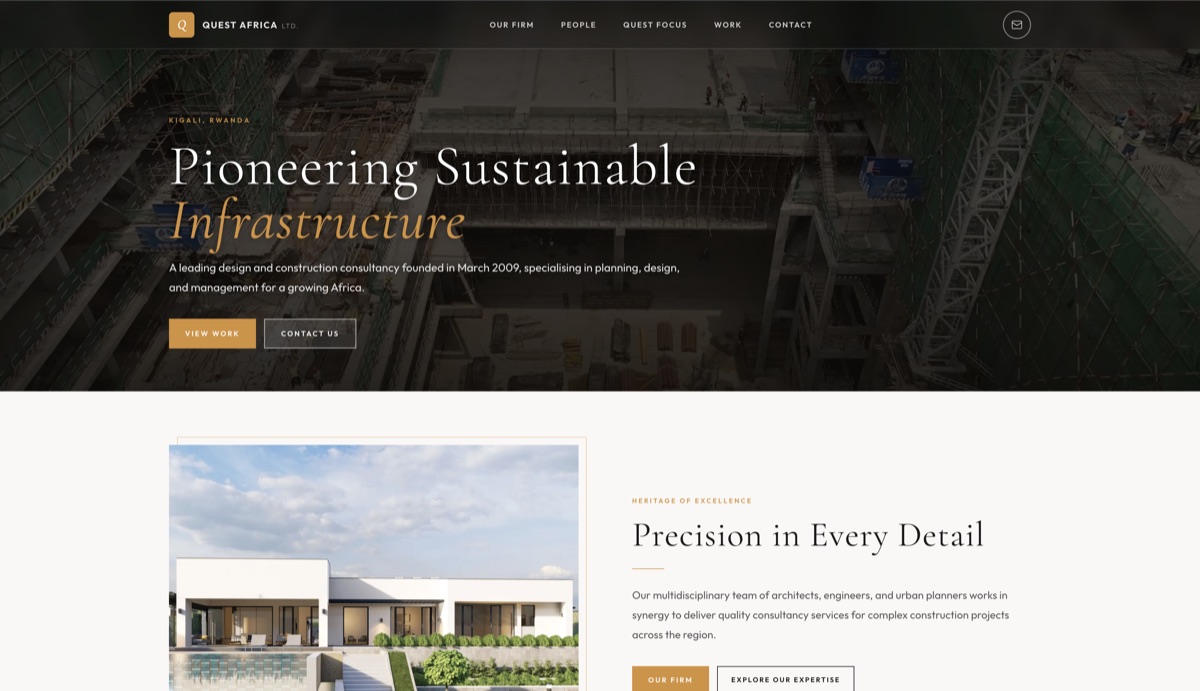 Q QUEST AFRICA LTD.
OUR FIRM PEOPLE QUEST FOCUS WORK CONTACT
KIGALI, RWANDA
Pioneering Sustainable
Infrastructure
A leading design and construction consultancy founded in March 2009, specialising in planning, design,
and management for a growing Africa.
VIEW WORK CONTACT US
HERITAGE OF EXCELLENCE
Precision in Every Detail
Our multidisciplinary team of architects, engineers, and urban planners works in
synergy to deliver quality consultancy services for complex construction projects
across the region.
OUR FIRM EXPLORE OUR EXPERTISE